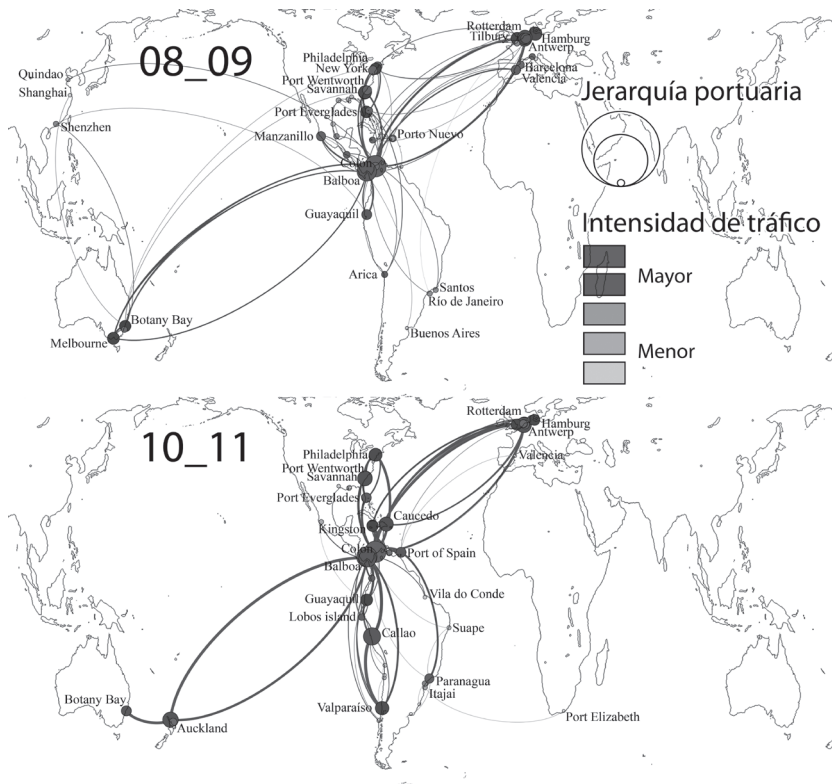 08_09
Rotterdam
Tilbury
Hamburg
Antwerp
Barcelona
Valencia
Philadelphia
New York
Port Wentworth
Savannah
Port Everglades
Manzanillo
Porto Nuevo
Colón
Balboa
Guayaquil
Arica
Santos
Río de Janeiro
Buenos Aires
Quindao
Shanghai
Shenzhen
Botany Bay
Melbourne
Jerarquía portuaria
Intensidad de tráfico
Mayor
Menor
10_11
Rotterdam
Hamburg
Antwerp
Valencia
Philadelphia
Port Wentworth
Savannah
Port Everglades
Kingston
Caucedo
Colón
Port of Spain
Balboa
Guayaquil
Lobos island
Callao
Vila do Conde
Suape
Paranagua
Itajai
Valparaíso
Port Elizabeth
Botany Bay
Auckland